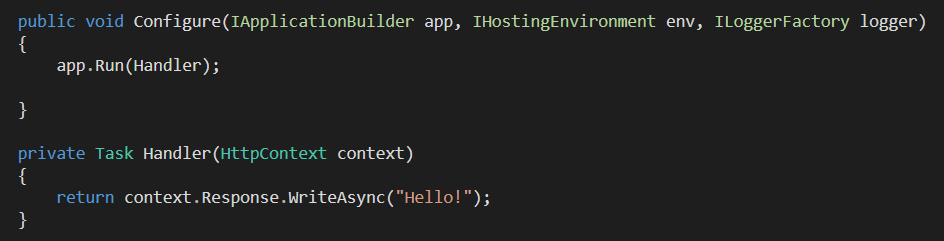 public void Configure(IApplicationBuilder app, IHostingEnvironment env, ILoggerFactory logger)
{
    app.Run(Handler);
}
private Task Handler(HttpContext context)
{
    return context.Response.WriteAsync("Hello!");
}